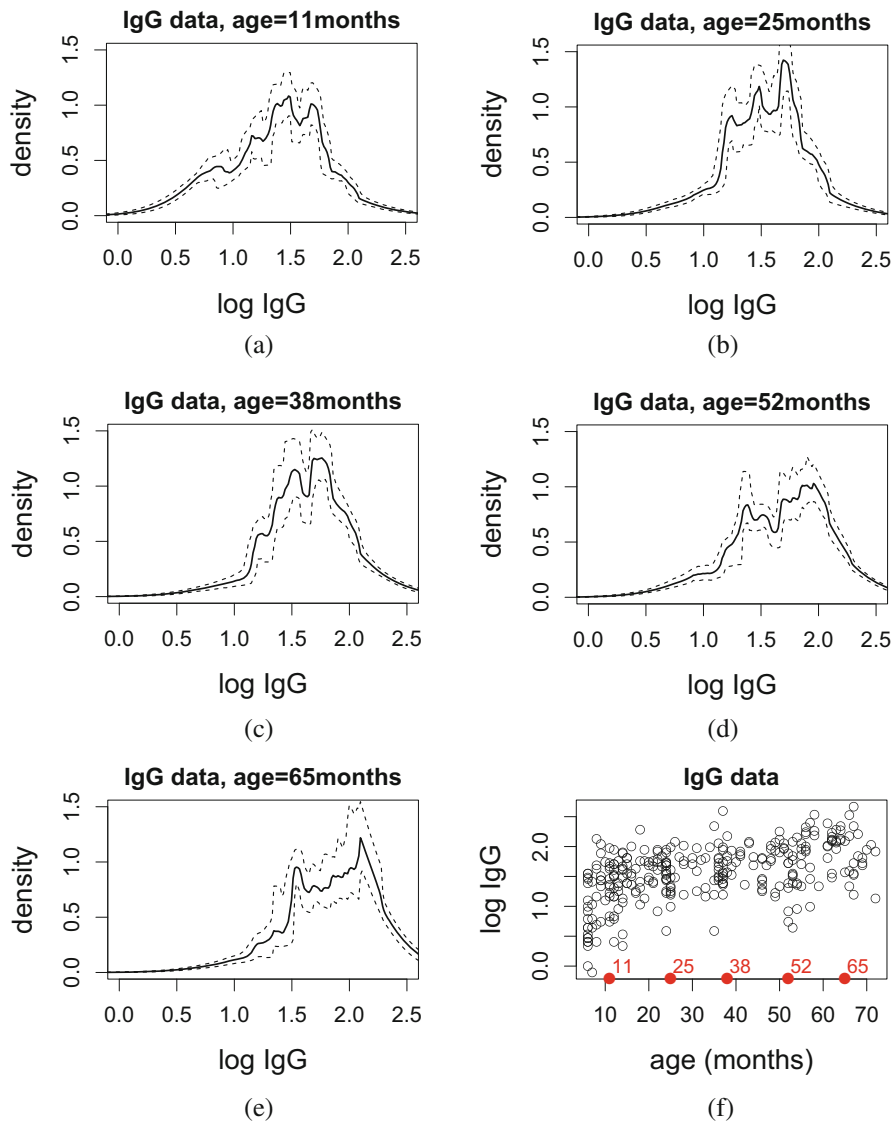 IgG data, age=11months
density
0.0 0.5 1.0 1.5
0.0 0.5 1.0 1.5 2.0 2.5
log IgG
(a)
IgG data, age=25months
density
0.0 0.5 1.0 1.5
0.0 0.5 1.0 1.5 2.0 2.5
log IgG
(b)
IgG data, age=38months
density
0.0 0.5 1.0 1.5
0.0 0.5 1.0 1.5 2.0 2.5
log IgG
(c)
IgG data, age=52months
density
0.0 0.5 1.0 1.5
0.0 0.5 1.0 1.5 2.0 2.5
log IgG
(d)
IgG data, age=65months
density
0.0 0.5 1.0 1.5
0.0 0.5 1.0 1.5 2.0 2.5
log IgG
(e)
IgG data
log IgG
0.0 1.0 2.0
11 25 38 52 65
10 20 30 40 50 60 70
age (months)
(f)